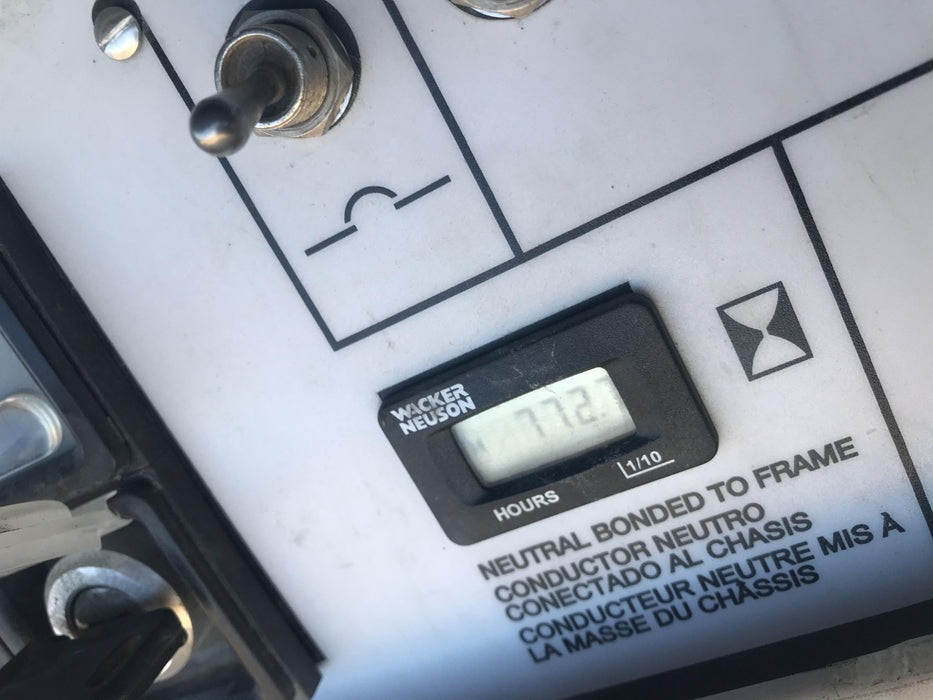 WACKER
NEUSON
772.
HOURS
1/10
NEUTRAL BONDED TO FRAME
CONDUCTOR NEUTRO
CONECTADO AL CHASIS
CONDUCTEUR NEUTRE MIS À
LA MASSE DU CHÂSSIS